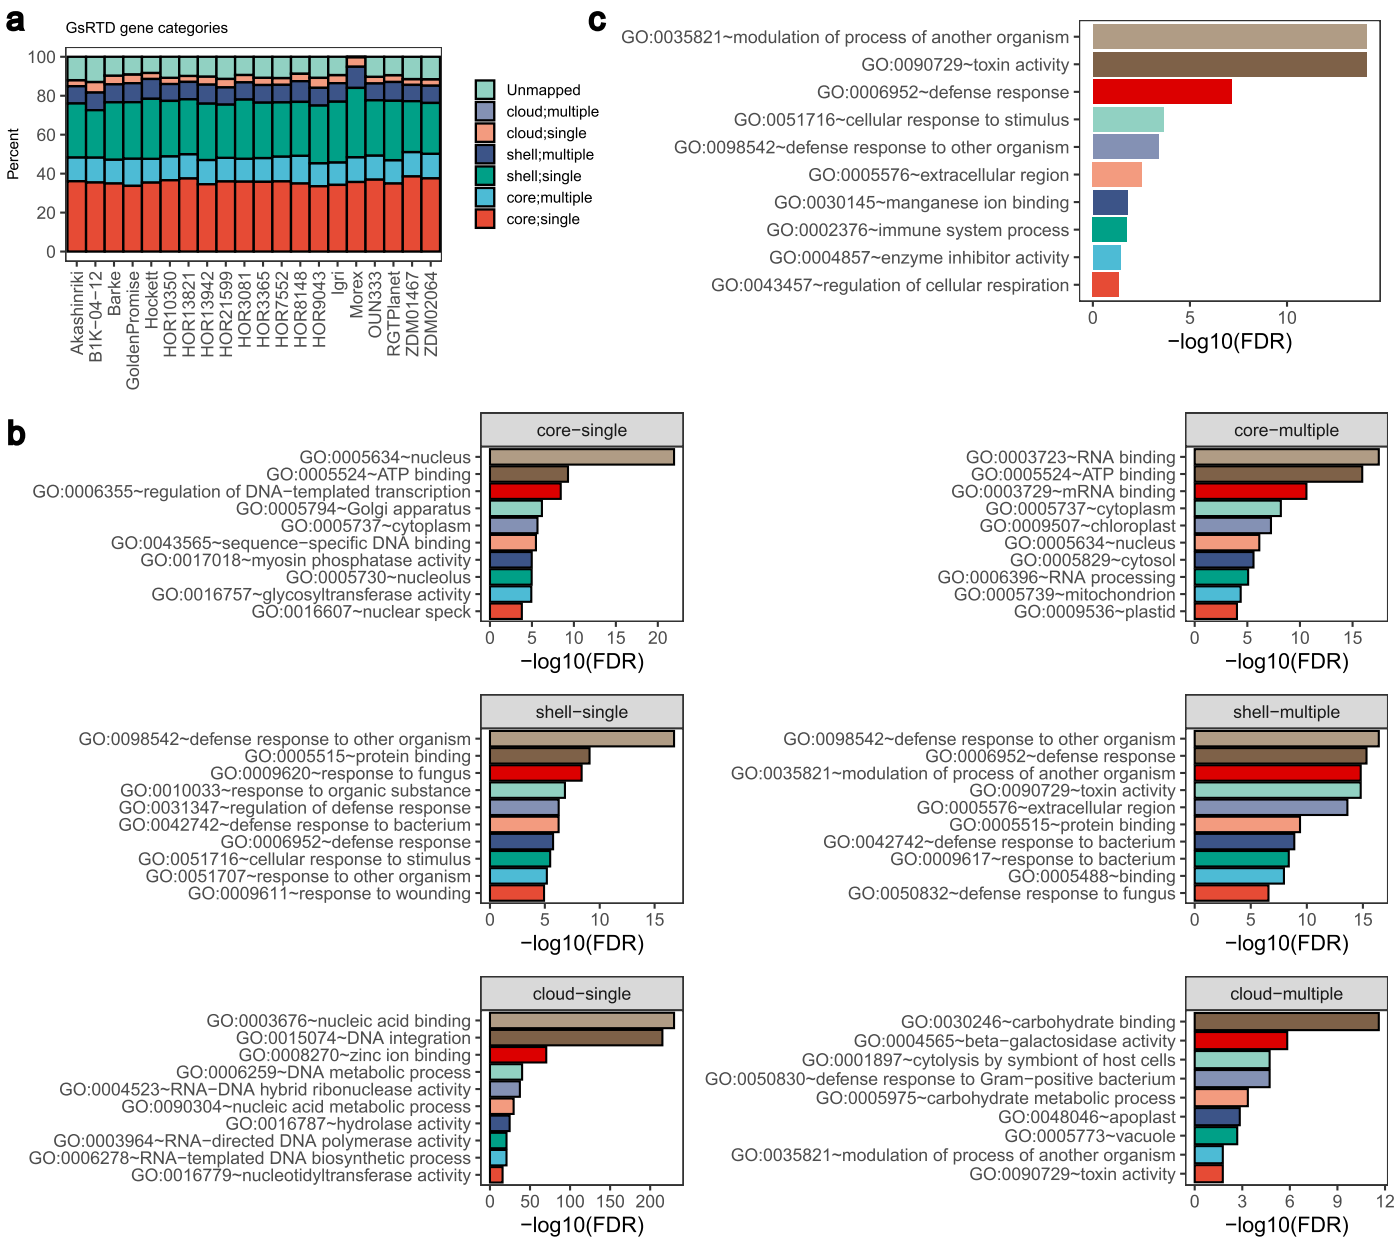 a
GsRTD gene categories
Percent
100
80
60
40
20
0
Akashinriki
B1K−04−12
Barke
GoldenPromise
Hockett
HOR10350
HOR13821
HOR13942
HOR21599
HOR3081
HOR3365
HOR7552
HOR8148
HOR9043
Igri
Morex
OUN333
RGTPlanet
ZDM01467
ZDM02064
Unmapped
cloud;multiple
cloud;single
shell;multiple
shell;single
core;multiple
core;single
c
GO:0035821~modulation of process of another organism
GO:0090729~toxin activity
GO:0006952~defense response
GO:0051716~cellular response to stimulus
GO:0098542~defense response to other organism
GO:0005576~extracellular region
GO:0030145~manganese ion binding
GO:0002376~immune system process
GO:0004857~enzyme inhibitor activity
GO:0043457~regulation of cellular respiration
0 5 10
−log10(FDR)
b
core−single
GO:0005634~nucleus
GO:0005524~ATP binding
GO:0006355~regulation of DNA−templated transcription
GO:0005794~Golgi apparatus
GO:0005737~cytoplasm
GO:0043565~sequence−specific DNA binding
GO:0017018~myosin phosphatase activity
GO:0005730~nucleolus
GO:0016757~glycosyltransferase activity
GO:0016607~nuclear speck
0 5 10 15 20
−log10(FDR)
core−multiple
GO:0003723~RNA binding
GO:0005524~ATP binding
GO:0003729~mRNA binding
GO:0005737~cytoplasm
GO:0009507~chloroplast
GO:0005634~nucleus
GO:0005829~cytosol
GO:0006396~RNA processing
GO:0005739~mitochondrion
GO:0009536~plastid
0 5 10 15
−log10(FDR)
shell−single
GO:0098542~defense response to other organism
GO:0005515~protein binding
GO:0009620~response to fungus
GO:0010033~response to organic substance
GO:0031347~regulation of defense response
GO:0042742~defense response to bacterium
GO:0006952~defense response
GO:0051716~cellular response to stimulus
GO:0051707~response to other organism
GO:0009611~response to wounding
0 5 10 15
−log10(FDR)
shell−multiple
GO:0098542~defense response to other organism
GO:0006952~defense response
GO:0035821~modulation of process of another organism
GO:0090729~toxin activity
GO:0005576~extracellular region
GO:0005515~protein binding
GO:0042742~defense response to bacterium
GO:0009617~response to bacterium
GO:0005488~binding
GO:0050832~defense response to fungus
0 5 10 15
−log10(FDR)
cloud−single
GO:0003676~nucleic acid binding
GO:0015074~DNA integration
GO:0008270~zinc ion binding
GO:0006259~DNA metabolic process
GO:0004523~RNA−DNA hybrid ribonuclease activity
GO:0090304~nucleic acid metabolic process
GO:0016787~hydrolase activity
GO:0003964~RNA−directed DNA polymerase activity
GO:0006278~RNA−templated DNA biosynthetic process
GO:0016779~nucleotidyltransferase activity
0 50 100 150 200
−log10(FDR)
cloud−multiple
GO:0030246~carbohydrate binding
GO:0004565~beta−galactosidase activity
GO:0001897~cytolysis by symbiont of host cells
GO:0050830~defense response to Gram−positive bacterium
GO:0005975~carbohydrate metabolic process
GO:0048046~apoplast
GO:0005773~vacuole
GO:0035821~modulation of process of another organism
GO:0090729~toxin activity
0 3 6 9 12
−log10(FDR)